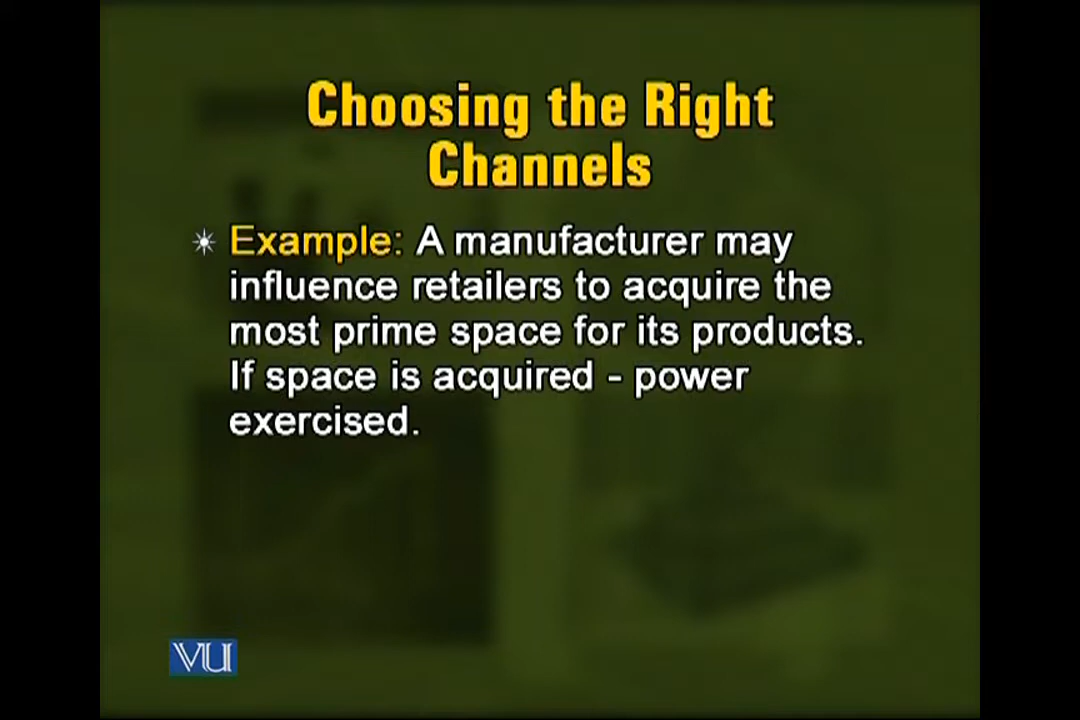 Choosing the Right
Channels
Example: A manufacturer may
influence retailers to acquire the
most prime space for its products.
If space is acquired - power
exercised.
VU